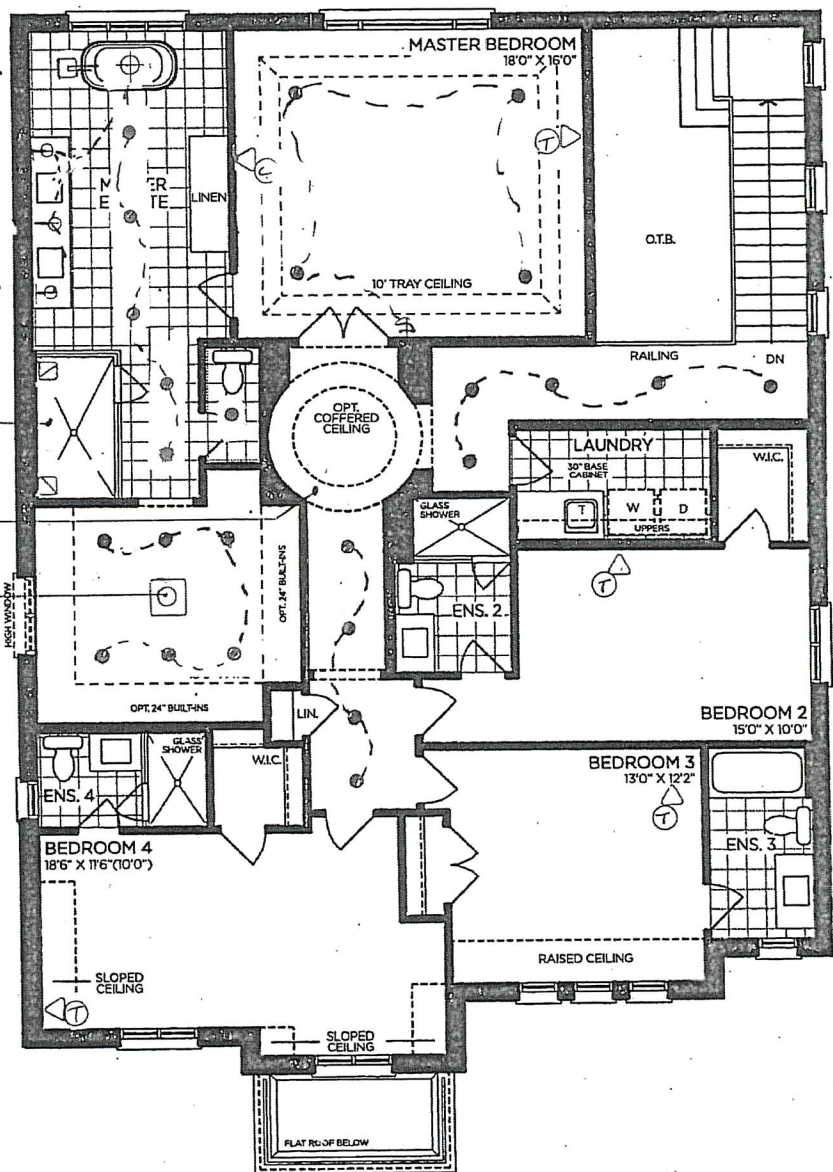 MASTER BEDROOM
18'0" X 16'0"
LINEN
10' TRAY CEILING
O.T.B.
RAILING
DN
OPT.
COFFERED
CEILING
LAUNDRY
30" BASE
CABINET
T
W
D
UPPERS
W.I.C.
GLASS
SHOWER
ENS. 2
HIGH WINDOW
OPT. 24" BUILT-INS
OPT. 24" BUILT-INS
LIN.
BEDROOM 2
15'0" X 10'0"
GLASS
SHOWER
ENS. 4
W.I.C.
BEDROOM 3
13'0" X 12'2"
ENS. 3
BEDROOM 4
18'6" X 11'6"(10'0")
RAISED CEILING
SLOPED
CEILING
SLOPED
CEILING
FLAT ROOF BELOW
T
T
T
T